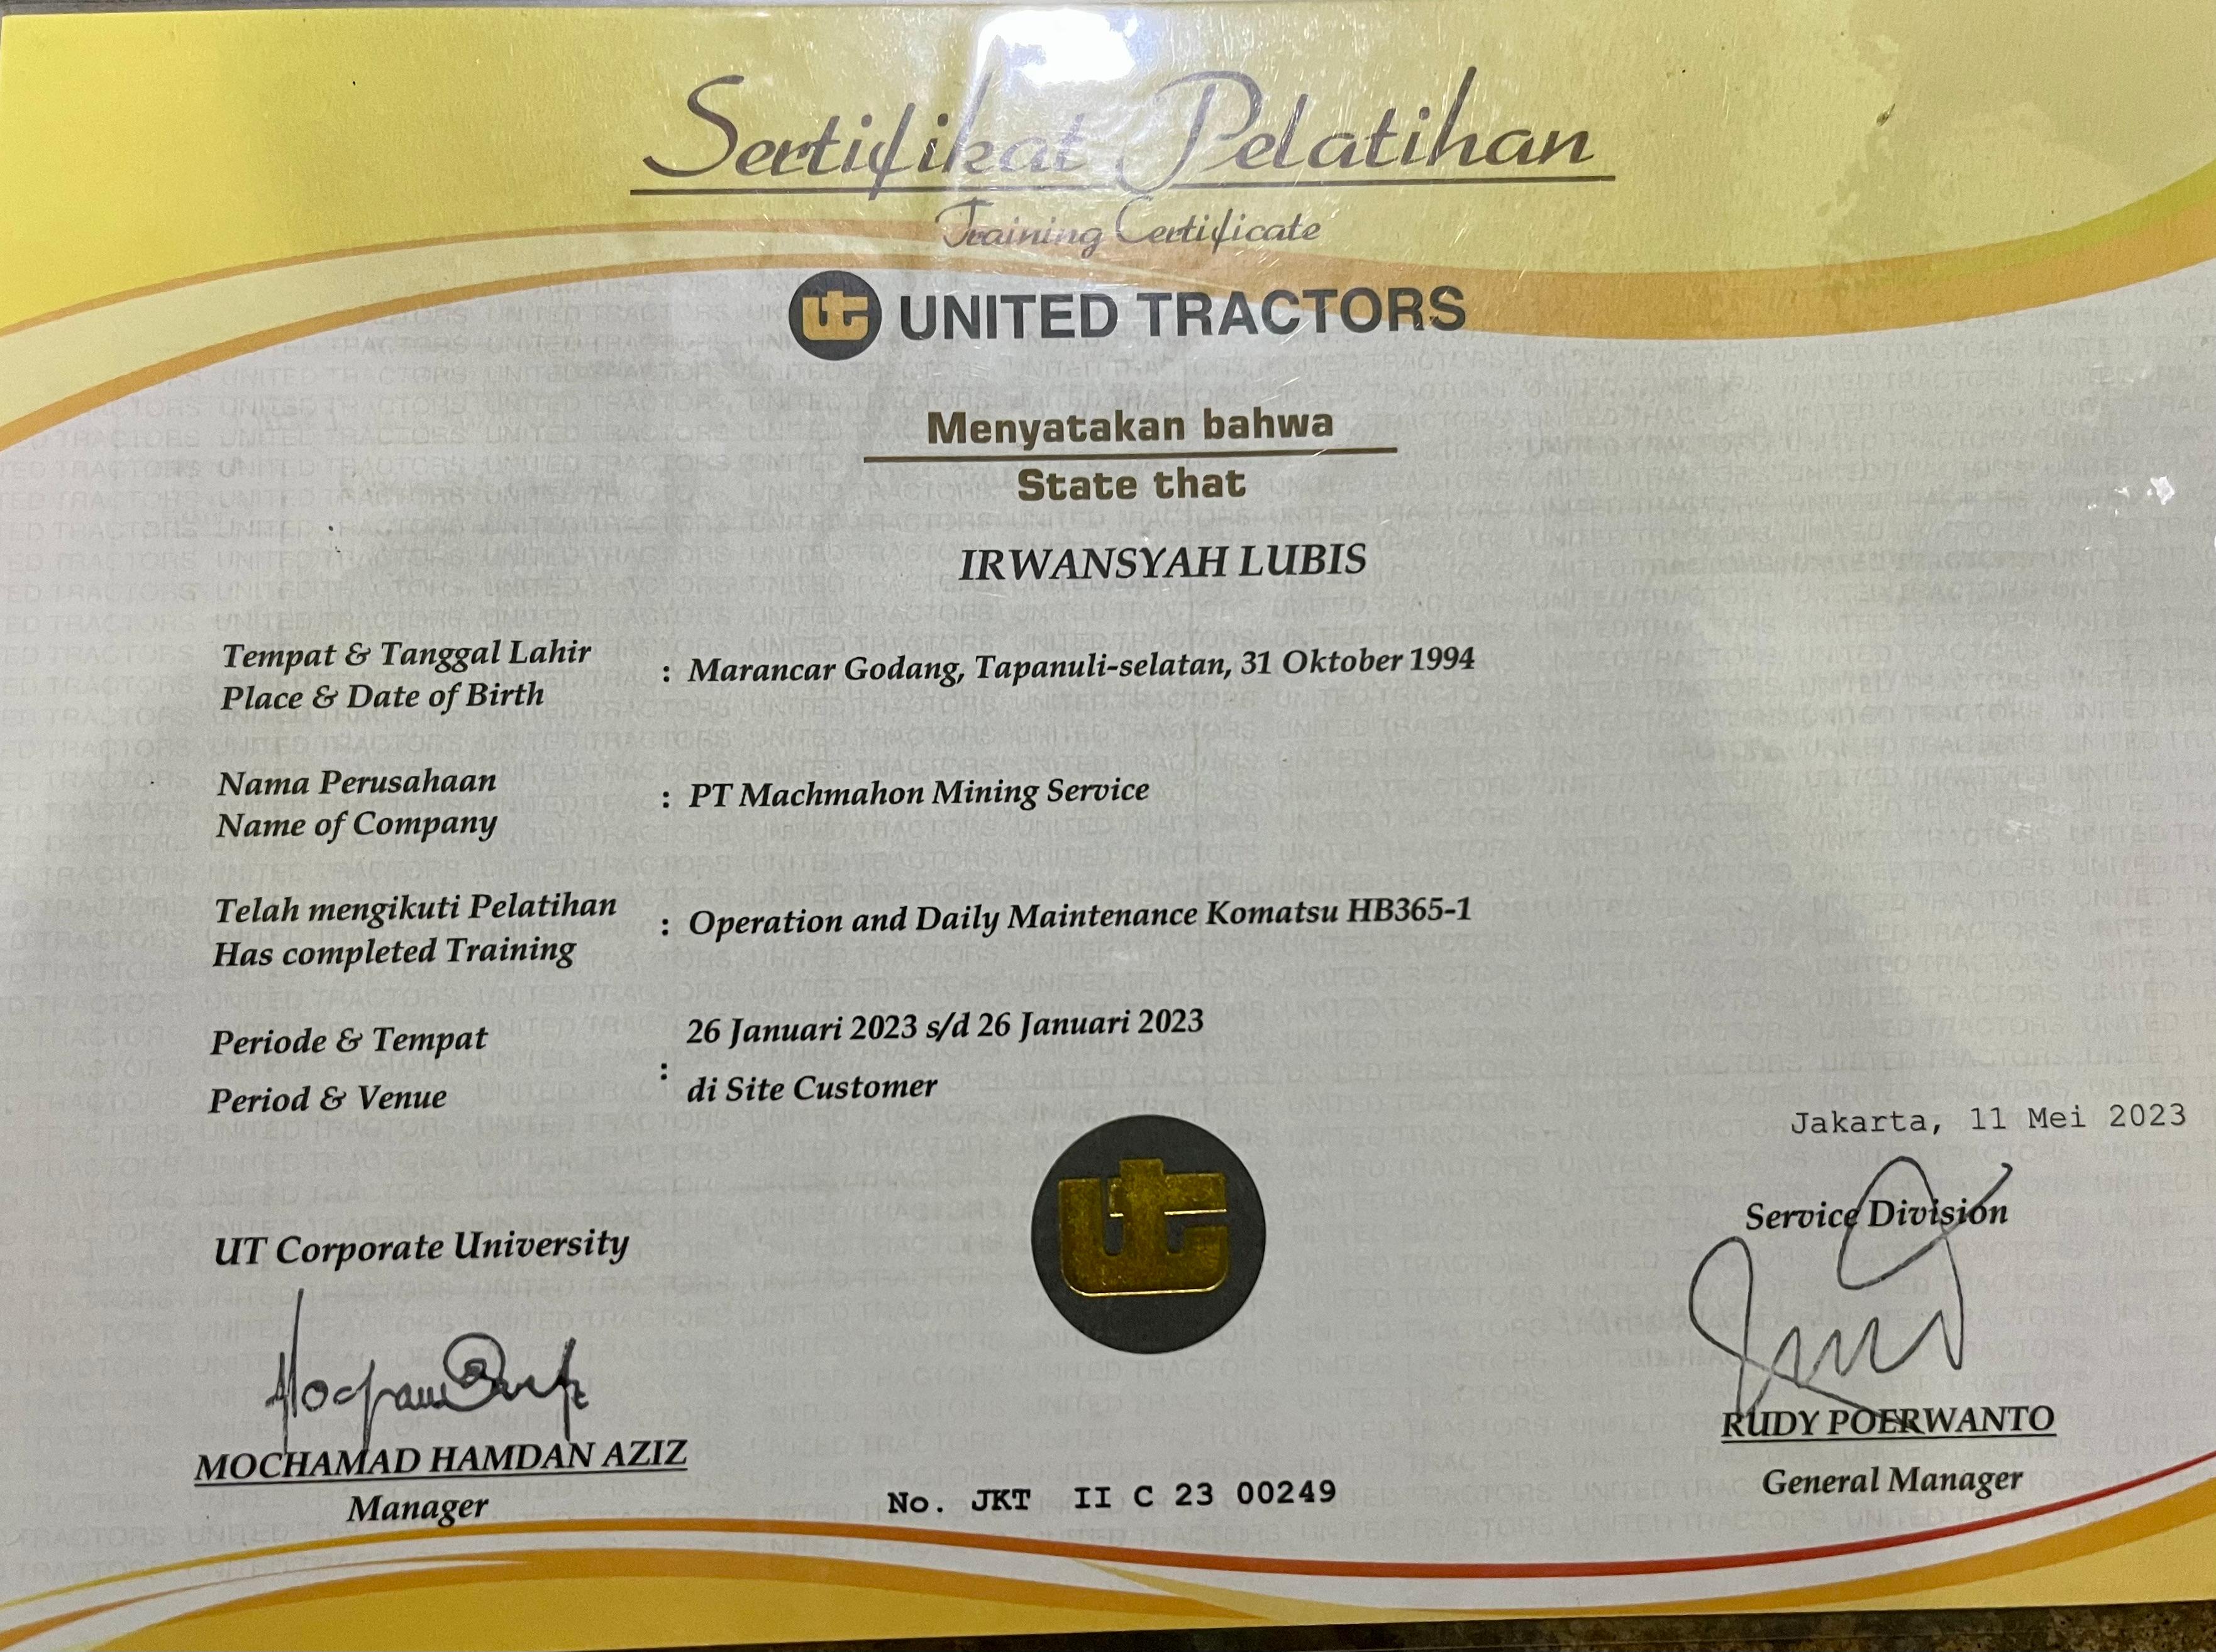 Sertifikat Pelatihan
Training Certificate
ut UNITED TRACTORS
Menyatakan bahwa
State that
IRWANSYAH LUBIS
Tempat & Tanggal Lahir
Place & Date of Birth
: Marancar Godang, Tapanuli-selatan, 31 Oktober 1994
Nama Perusahaan
Name of Company
: PT Machmahon Mining Service
Telah mengikuti Pelatihan
Has completed Training
: Operation and Daily Maintenance Komatsu HB365-1
Periode & Tempat
Period & Venue
:
26 Januari 2023 s/d 26 Januari 2023
di Site Customer
Jakarta, 11 Mei 2023
UT Corporate University
Service Division
ut
MOCHAMAD HAMDAN AZIZ
Manager
RUDY POERWANTO
General Manager
No. JKT II C 23 00249